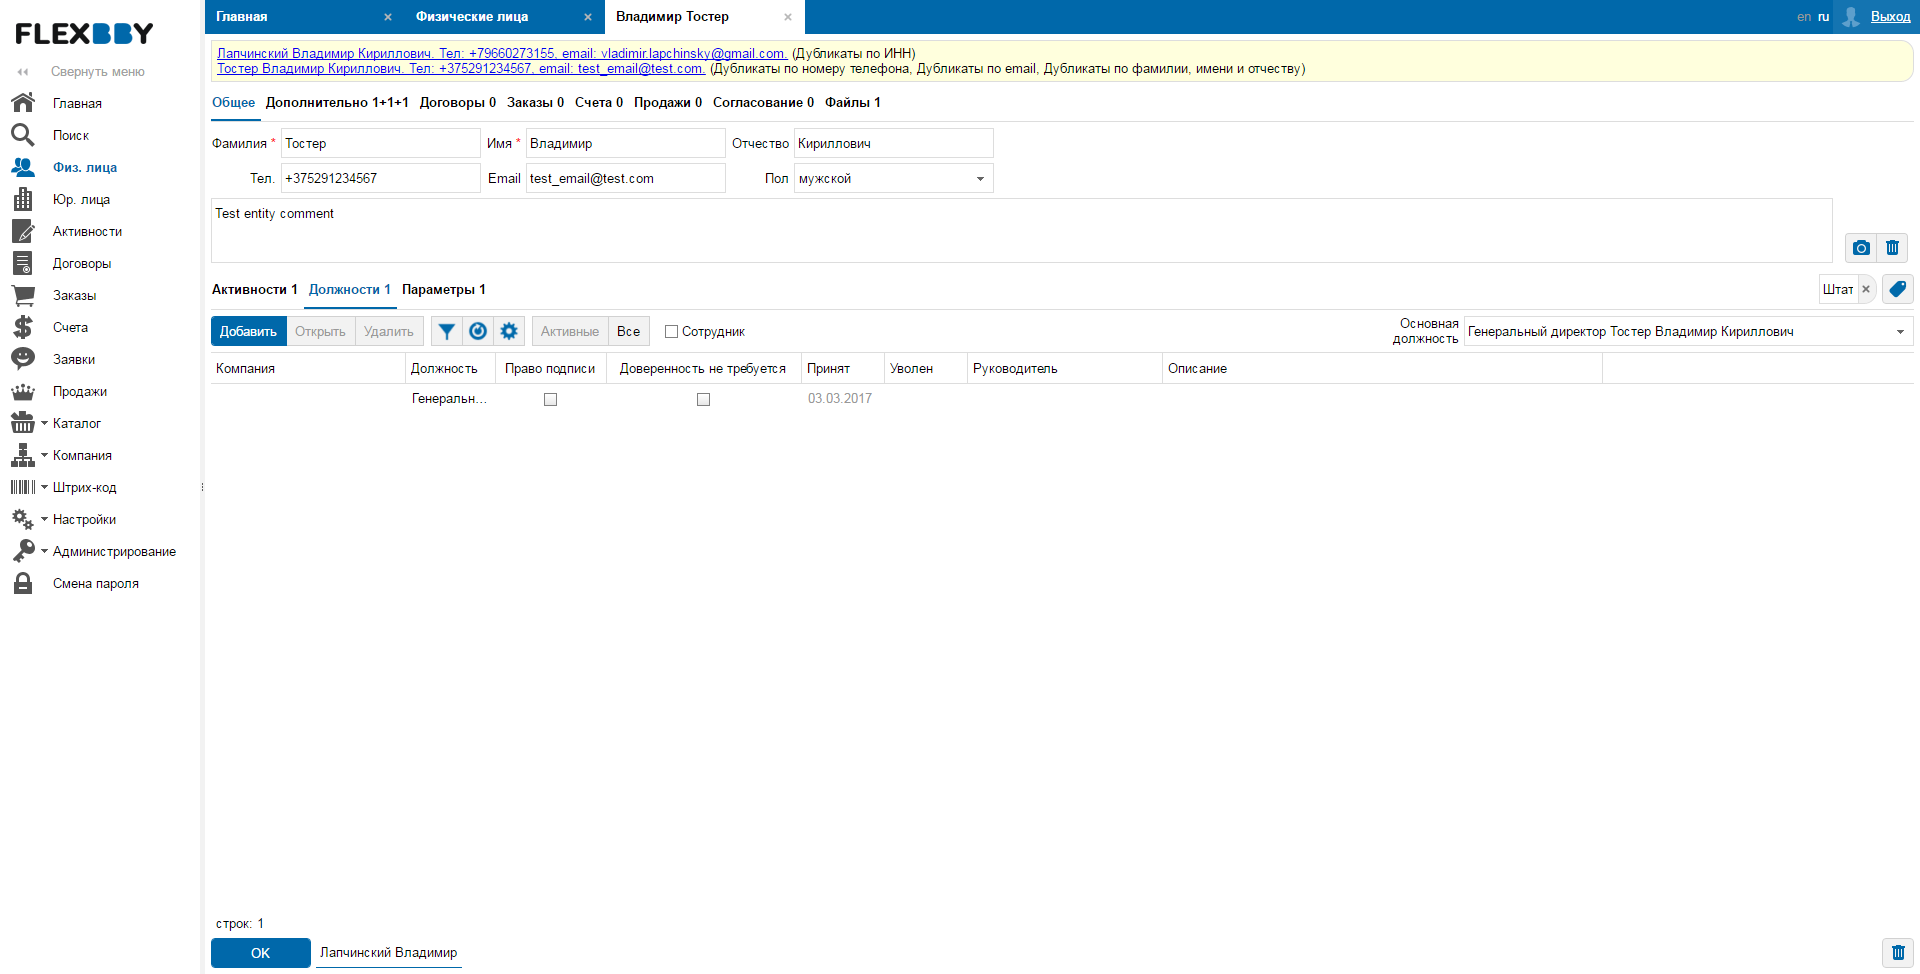 FLEXBBY
Свернуть меню
Главная
Поиск
Физ. лица
Юр. лица
Активности
Договоры
Заказы
Счета
Заявки
Продажи
Каталог
Компания
Штрих-код
Настройки
Администрирование
Смена пароля
Главная × Физические лица × Владимир Тостер × en ru Выход
Лапчинский Владимир Кириллович. Тел: +79660273155, email: vladimir.lapchinsky@gmail.com. (Дубликаты по ИНН)
Тостер Владимир Кириллович. Тел: +375291234567, email: test_email@test.com. (Дубликаты по номеру телефона, Дубликаты по email, Дубликаты по фамилии, имени и отчеству)
Общее Дополнительно 1+1+1 Договоры 0 Заказы 0 Счета 0 Продажи 0 Согласование 0 Файлы 1
Фамилия * Тостер Имя * Владимир Отчество Кириллович
Тел. +375291234567 Email test_email@test.com Пол мужской
Test entity comment
Активности 1 Должности 1 Параметры 1 Штат ×
Добавить Открыть Удалить Активные Все Сотрудник Основная должность Генеральный директор Тостер Владимир Кириллович
Компания Должность Право подписи Доверенность не требуется Принят Уволен Руководитель Описание
Генеральн... 03.03.2017
строк: 1
OK Лапчинский Владимир